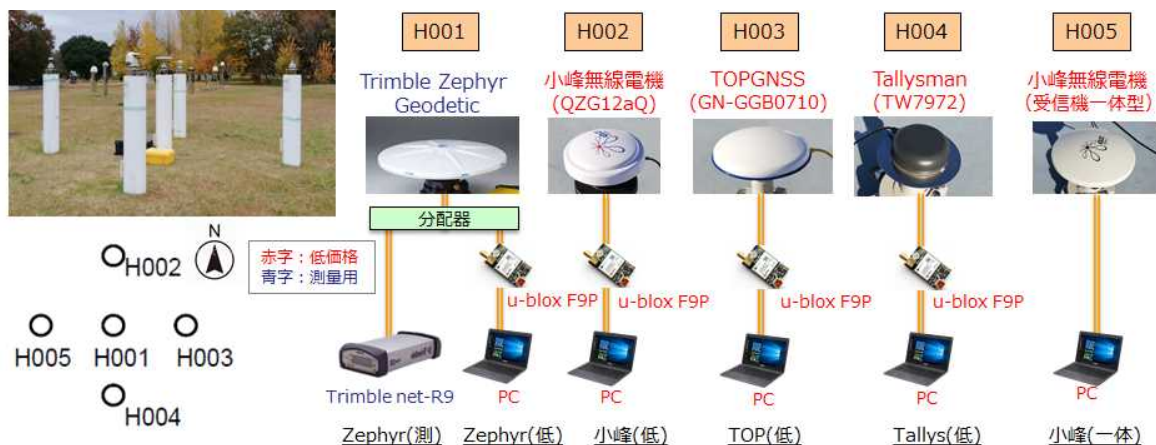 H001
H002
H003
H004
H005
Trimble Zephyr
Geodetic
小峰無線電機
(QZG12aQ)
TOPGNSS
(GN-GGB0710)
Tallysman
(TW7972)
小峰無線電機
(受信機一体型)
分配器
N
H002
赤字：低価格
青字：測量用
H005
H001
H003
H004
u-blox F9P
u-blox F9P
u-blox F9P
u-blox F9P
Trimble net-R9
PC
PC
PC
PC
PC
Zephyr(測)
Zephyr(低)
小峰(低)
TOP(低)
Tallys(低)
小峰(一体)